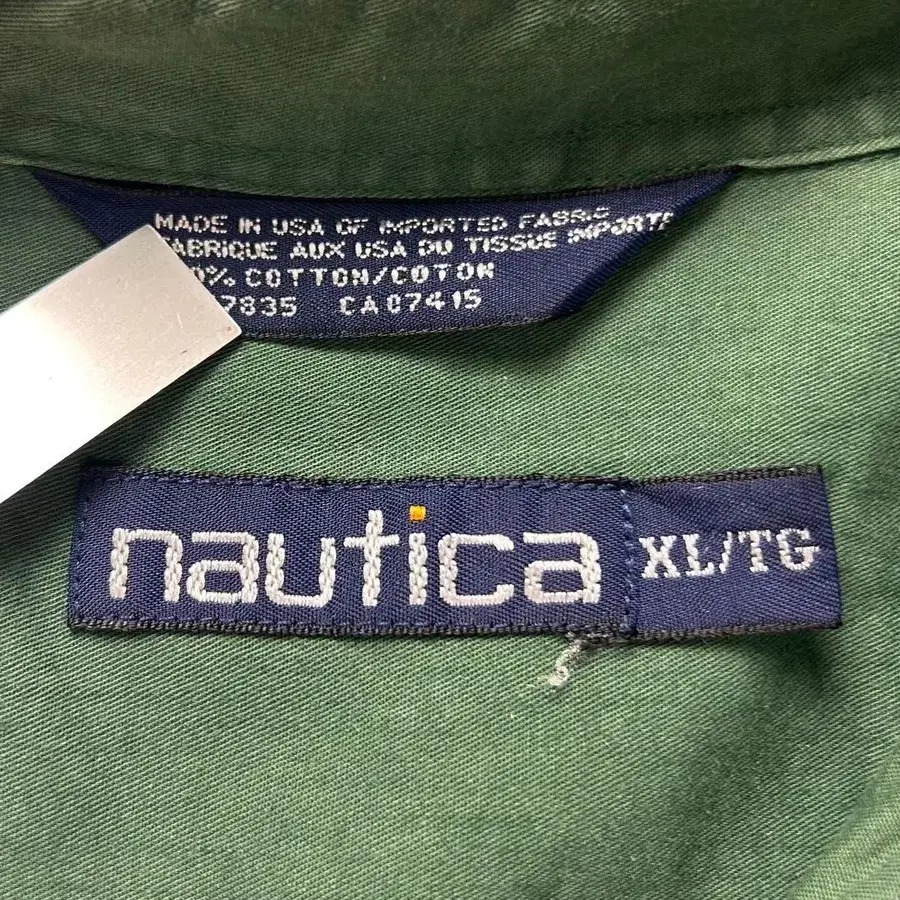 MADE IN USA OF IMPORTED FABRIC
FABRIQUE AUX USA DU TISSUE IMPORTE
0% COTTON/COTON
7835 CA07415
nautica XL/TG